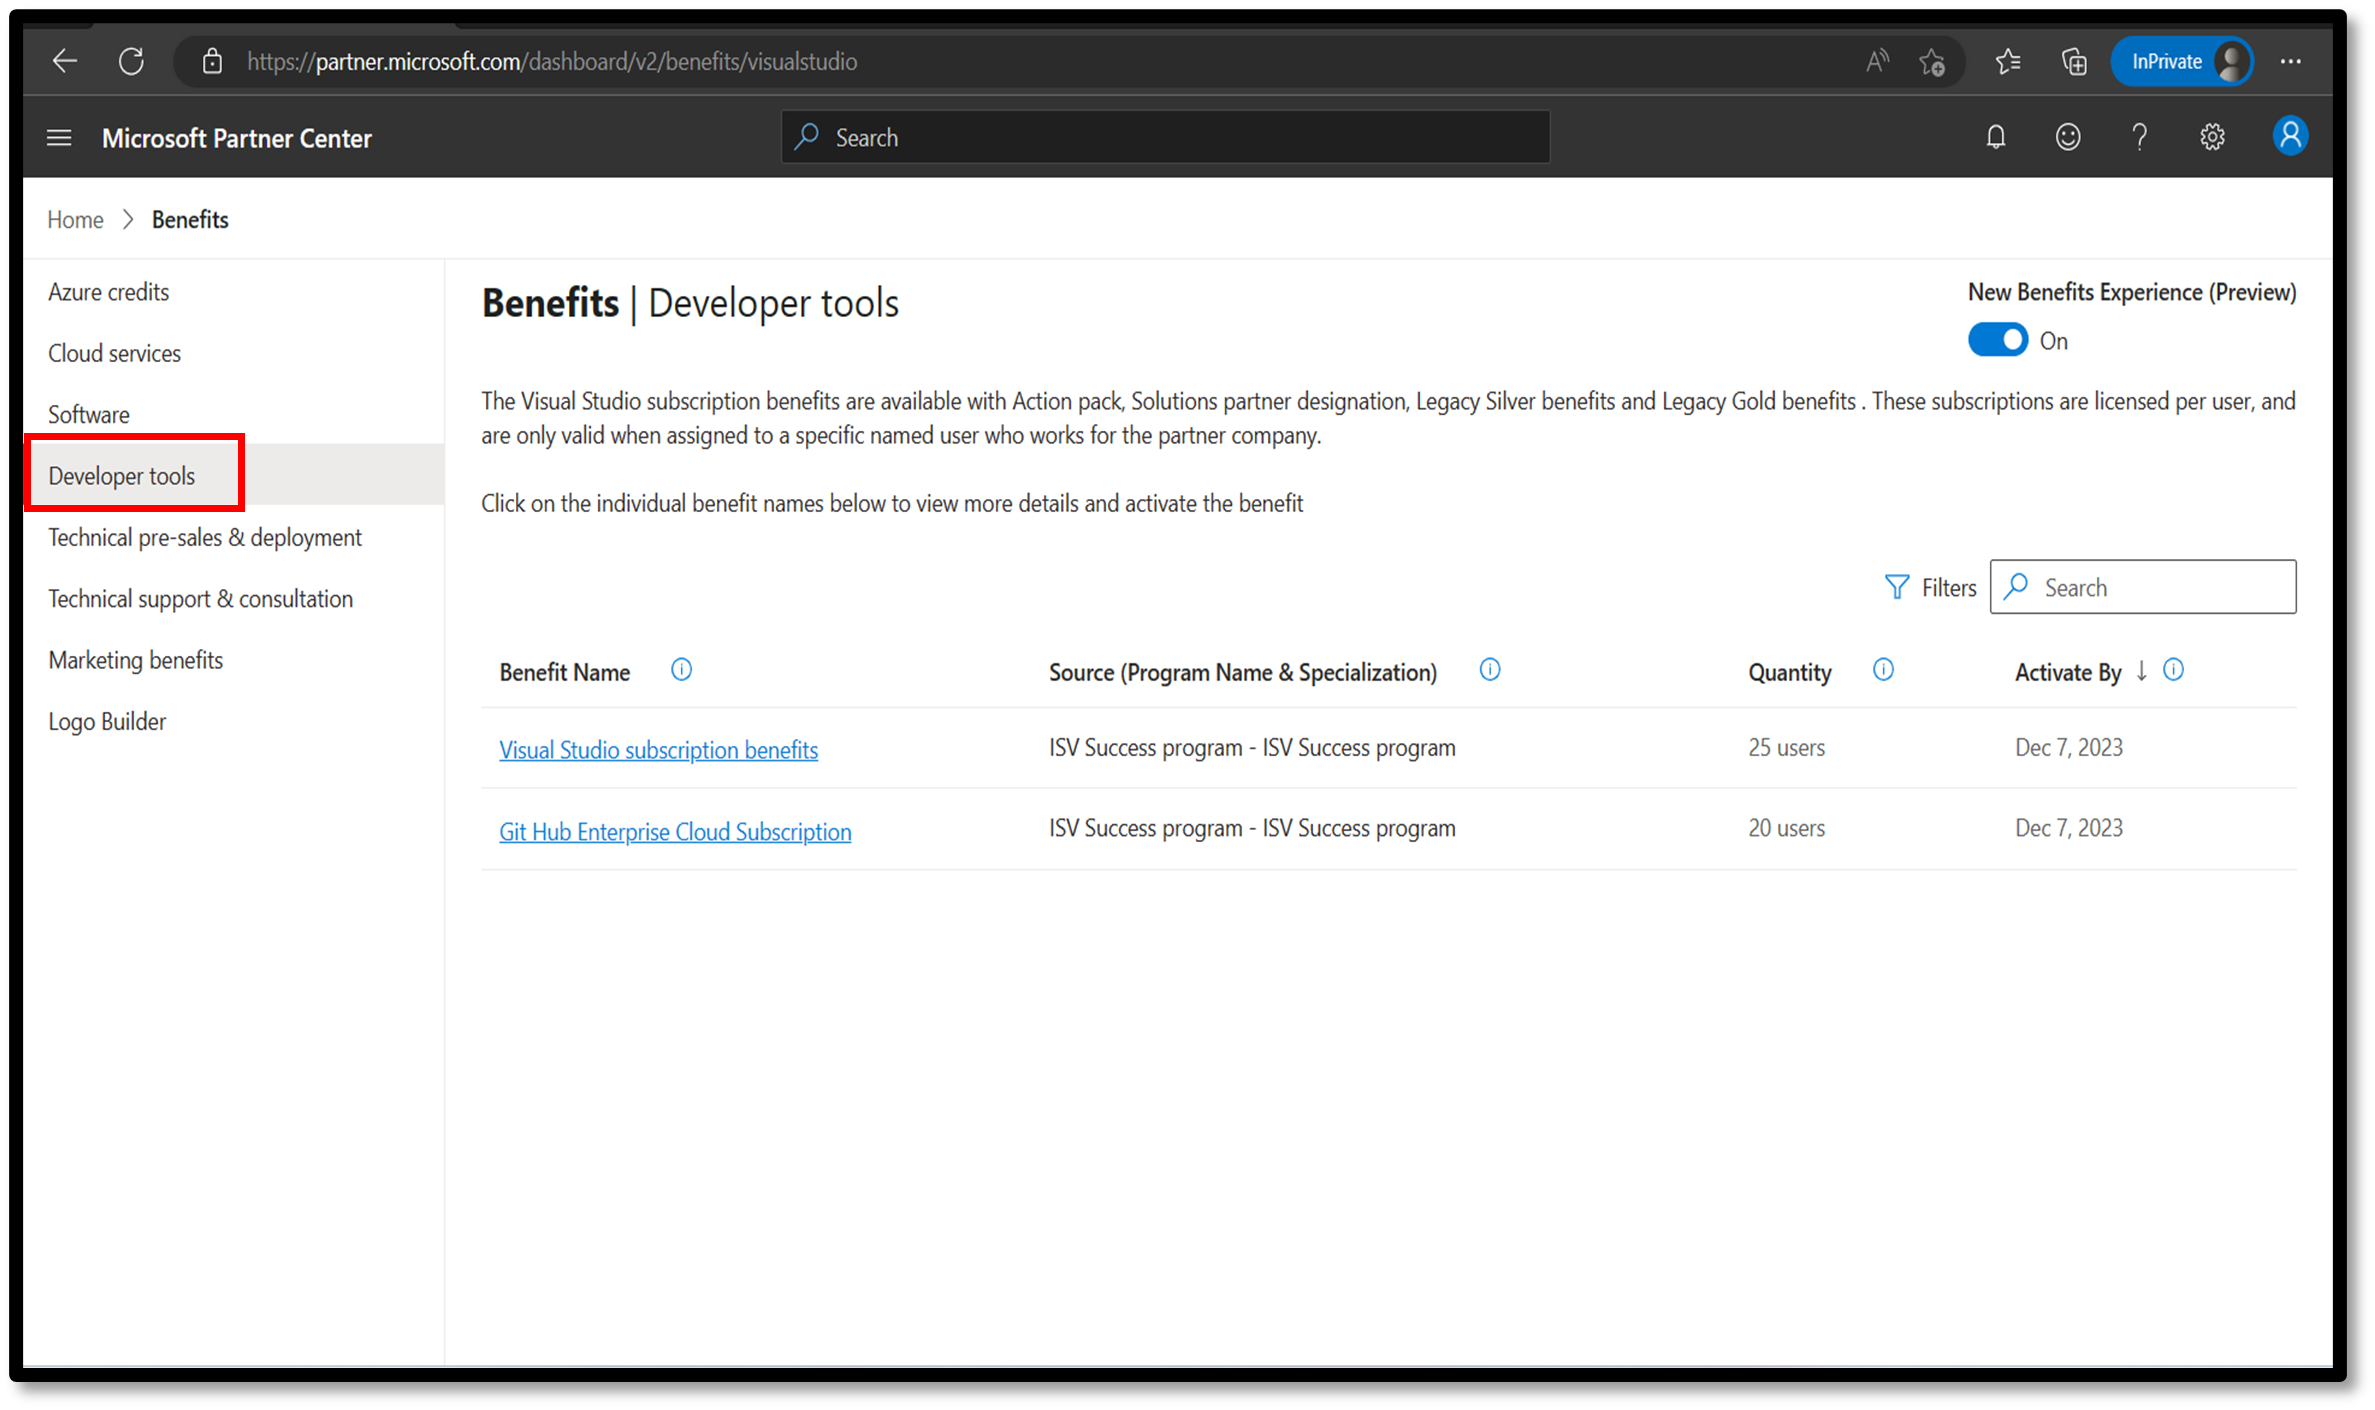 https://partner.microsoft.com/dashboard/v2/benefits/visualstudio
InPrivate
Microsoft Partner Center
Search
Home > Benefits
Azure credits
Cloud services
Software
Developer tools
Technical pre-sales & deployment
Technical support & consultation
Marketing benefits
Logo Builder
Benefits | Developer tools
New Benefits Experience (Preview)
On
The Visual Studio subscription benefits are available with Action pack, Solutions partner designation, Legacy Silver benefits and Legacy Gold benefits . These subscriptions are licensed per user, and
are only valid when assigned to a specific named user who works for the partner company.
Click on the individual benefit names below to view more details and activate the benefit
Filters
Search
Benefit Name Source (Program Name & Specialization) Quantity Activate By ↓
Visual Studio subscription benefits ISV Success program - ISV Success program 25 users Dec 7, 2023
Git Hub Enterprise Cloud Subscription ISV Success program - ISV Success program 20 users Dec 7, 2023